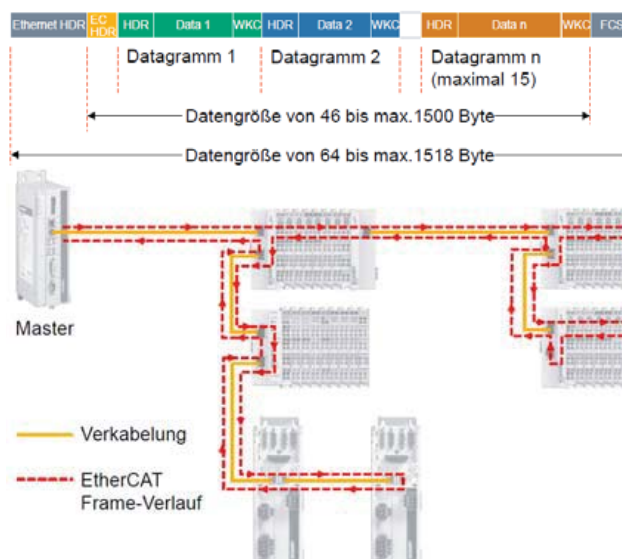 Ethernet HDR EC HDR HDR Data 1 WKC HDR Data 2 WKC HDR Data n WKC FCS
Datagramm 1 Datagramm 2 Datagramm n
(maximal 15)
Datengröße von 46 bis max.1500 Byte
Datengröße von 64 bis max.1518 Byte
Master
Verkabelung
EtherCAT
Frame-Verlauf